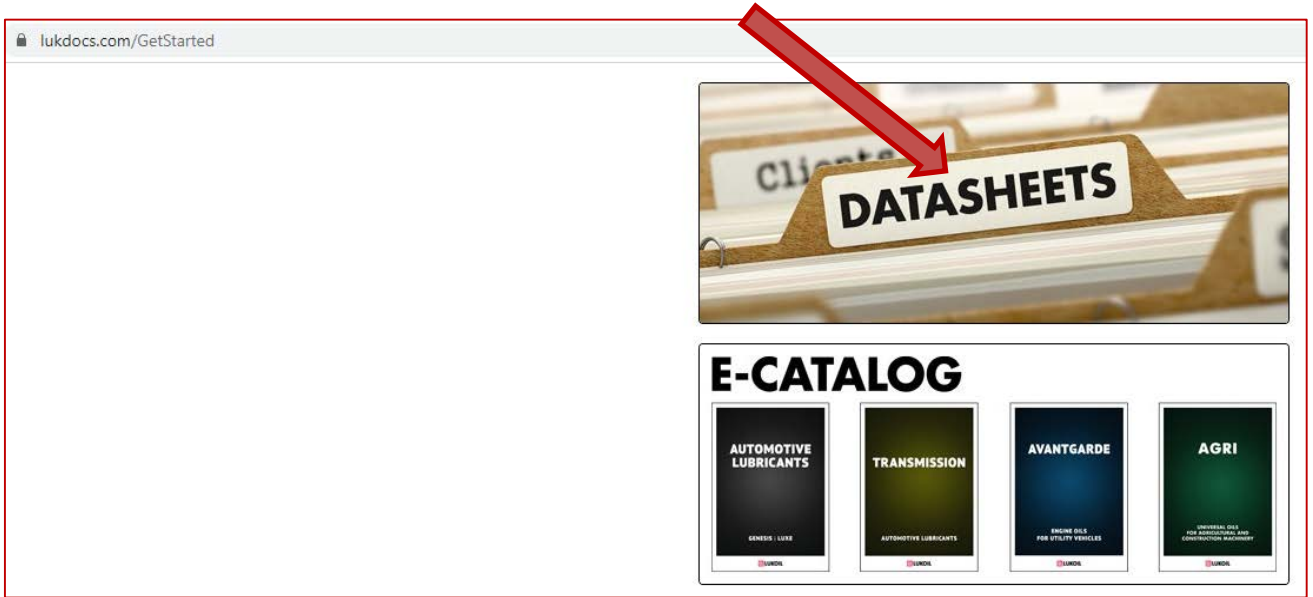 lukdocs.com/GetStarted
Clients
DATASHEETS
E-CATALOG
AUTOMOTIVE
LUBRICANTS
GENESIS | LUXE
LUKOIL
TRANSMISSION
AUTOMOTIVE LUBRICANTS
LUKOIL
AVANTGARDE
ENGINE OILS
FOR UTILITY VEHICLES
LUKOIL
AGRI
UNIVERSAL OILS
FOR AGRICULTURAL AND
CONSTRUCTION MACHINERY
LUKOIL